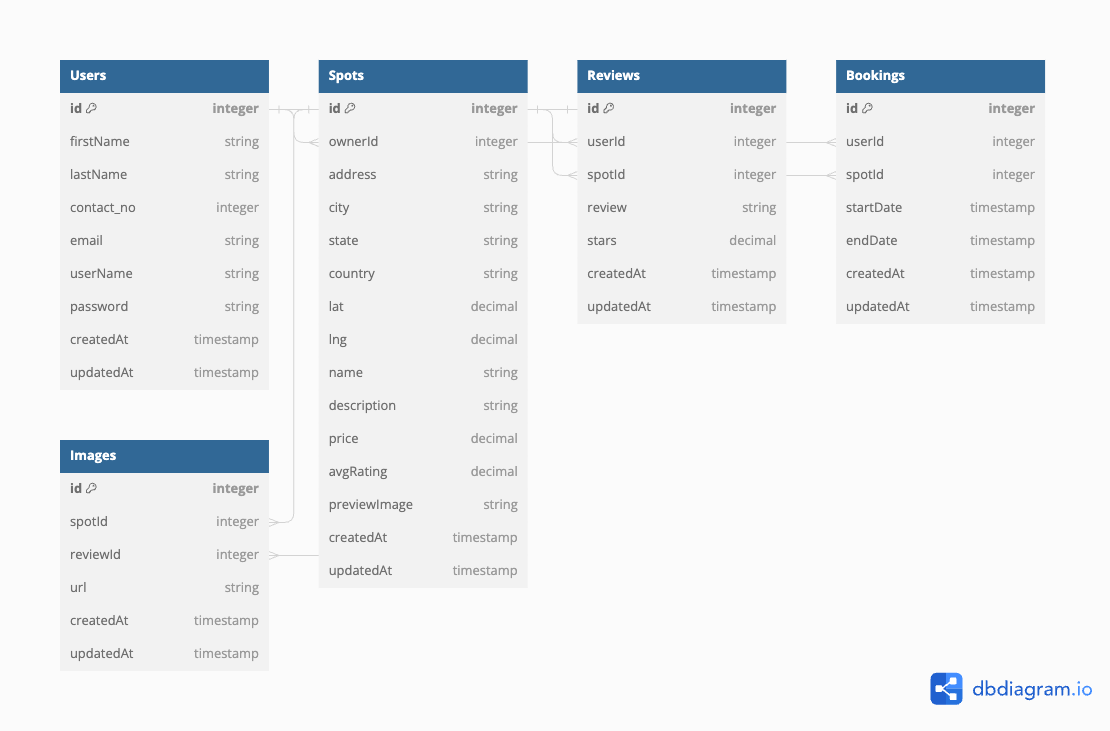 Users
id integer
firstName string
lastName string
contact_no integer
email string
userName string
password string
createdAt timestamp
updatedAt timestamp
Images
id integer
spotId integer
reviewId integer
url string
createdAt timestamp
updatedAt timestamp
Spots
id integer
ownerId integer
address string
city string
state string
country string
lat decimal
lng decimal
name string
description string
price decimal
avgRating decimal
previewImage string
createdAt timestamp
updatedAt timestamp
Reviews
id integer
userId integer
spotId integer
review string
stars decimal
createdAt timestamp
updatedAt timestamp
Bookings
id integer
userId integer
spotId integer
startDate timestamp
endDate timestamp
createdAt timestamp
updatedAt timestamp
dbdiagram.io